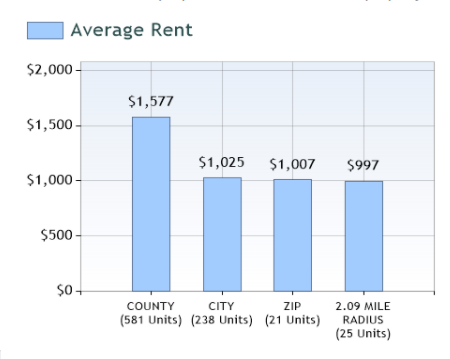 Average Rent
$2,000
$1,577
$1,500
$1,025 $1,007 $997
$1,000
$500
$0
COUNTY CITY ZIP 2.09 MILE
(581 Units) (238 Units) (21 Units) RADIUS
(25 Units)